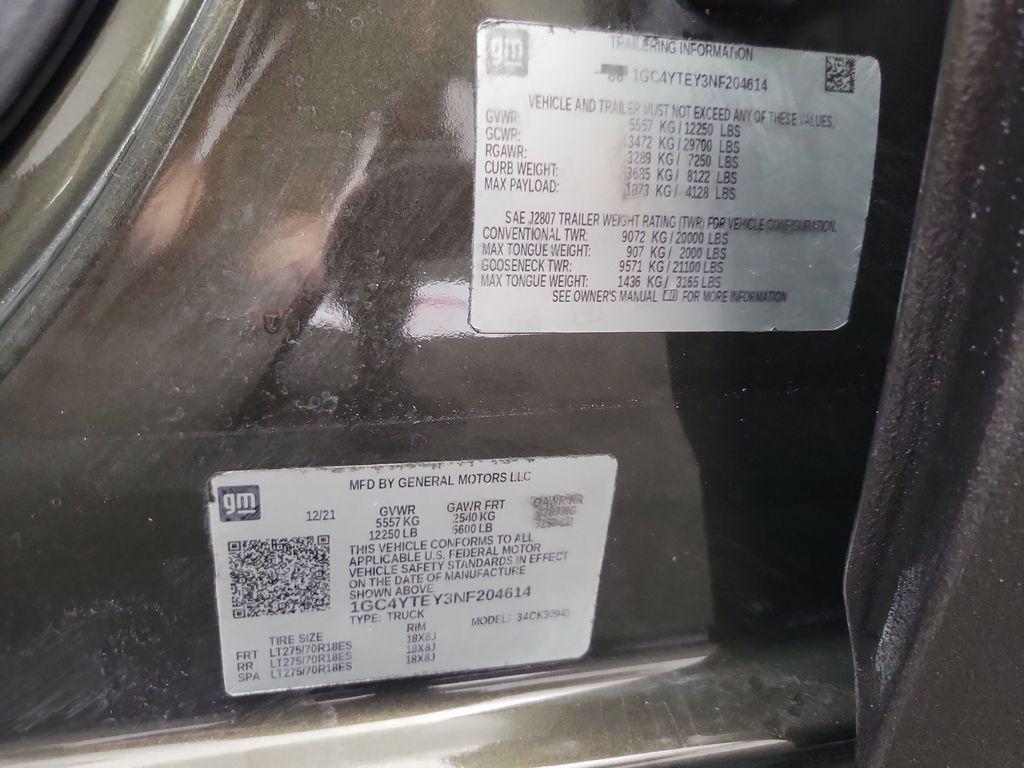 gm
TRAILERING INFORMATION
1GC4YTEY3NF204614
VEHICLE AND TRAILER MUST NOT EXCEED ANY OF THESE VALUES.
GVWR: 5557 KG / 12250 LBS
GCWR: 13472 KG / 29700 LBS
RGAWR: 3289 KG / 7250 LBS
CURB WEIGHT: 3685 KG / 8122 LBS
MAX PAYLOAD: 1873 KG / 4128 LBS
SAE J2807 TRAILER WEIGHT RATING (TWR) FOR VEHICLE CONFIGURATION.
CONVENTIONAL TWR: 9072 KG / 20000 LBS
MAX TONGUE WEIGHT: 907 KG / 2000 LBS
GOOSENECK TWR: 9571 KG / 21100 LBS
MAX TONGUE WEIGHT: 1436 KG / 3165 LBS
SEE OWNER'S MANUAL FOR MORE INFORMATION
gm
MFD BY GENERAL MOTORS LLC
12/21 GVWR GAWR FRT GAWR RR
5557 KG 2540 KG
12250 LB 5600 LB
THIS VEHICLE CONFORMS TO ALL
APPLICABLE U.S. FEDERAL MOTOR
VEHICLE SAFETY STANDARDS IN EFFECT
ON THE DATE OF MANUFACTURE
SHOWN ABOVE.
1GC4YTEY3NF204614
TYPE: TRUCK MODEL:
TIRE SIZE RIM
FRT LT275/70R18ES 18X8J
RR LT275/70R18ES 18X8J
SPA LT275/70R18ES 18X8J